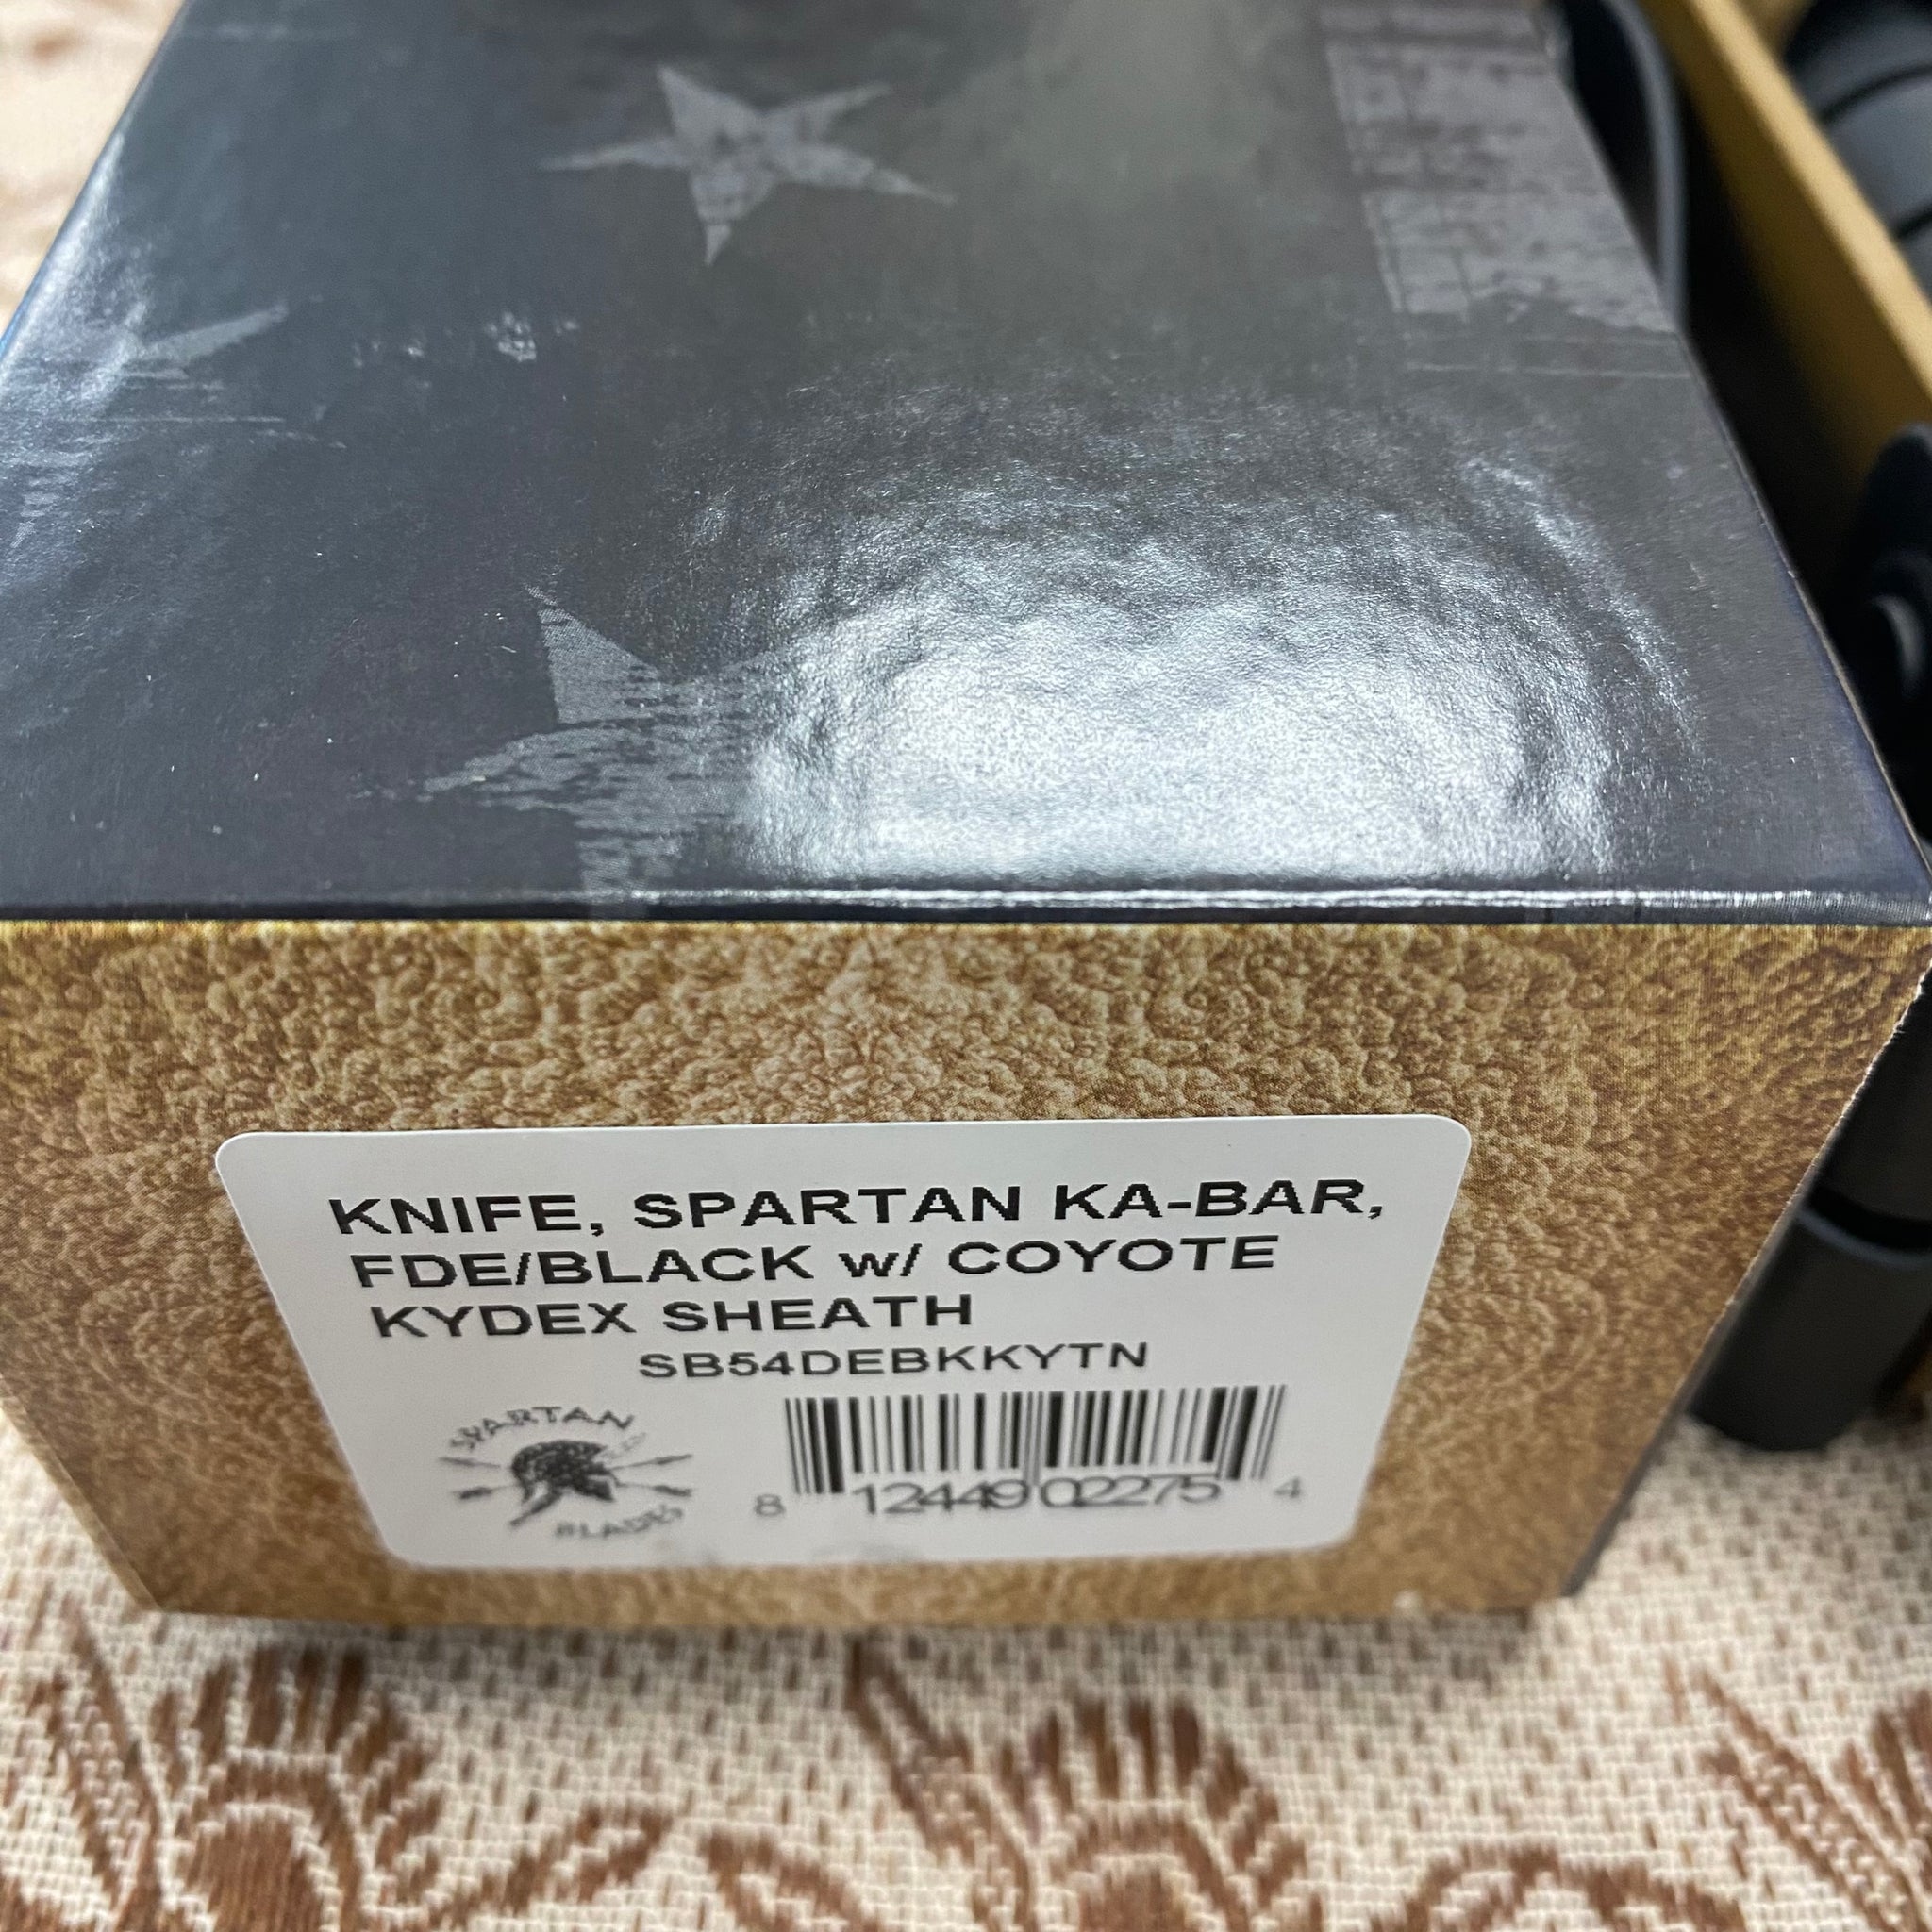 KNIFE, SPARTAN KA-BAR,
FDE/BLACK w/ COYOTE
KYDEX SHEATH
SB54DEBKKYTN
SPARTAN
BLADES
8 12449 02275 4